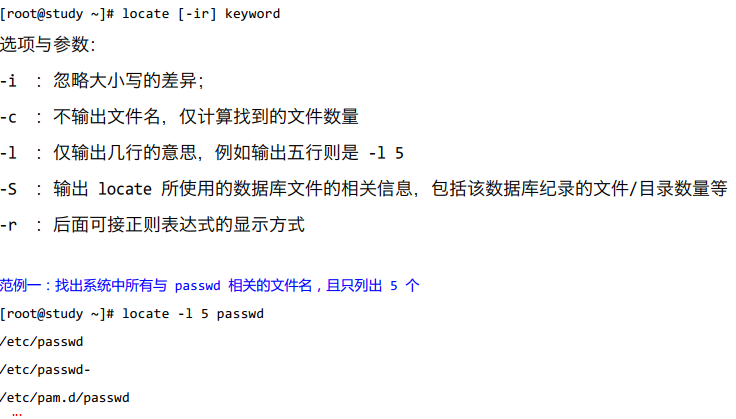 [root@study ~]# locate [-ir] keyword
选项与参数：
-i ：忽略大小写的差异；
-c ：不输出文件名，仅计算找到的文件数量
-l ：仅输出几行的意思，例如输出五行则是 -l 5
-S ：输出 locate 所使用的数据库文件的相关信息，包括该数据库纪录的文件/目录数量等
-r ：后面可接正则表达式的显示方式
范例一：找出系统中所有与 passwd 相关的文件名，且只列出 5 个
[root@study ~]# locate -l 5 passwd
/etc/passwd
/etc/passwd-
/etc/pam.d/passwd